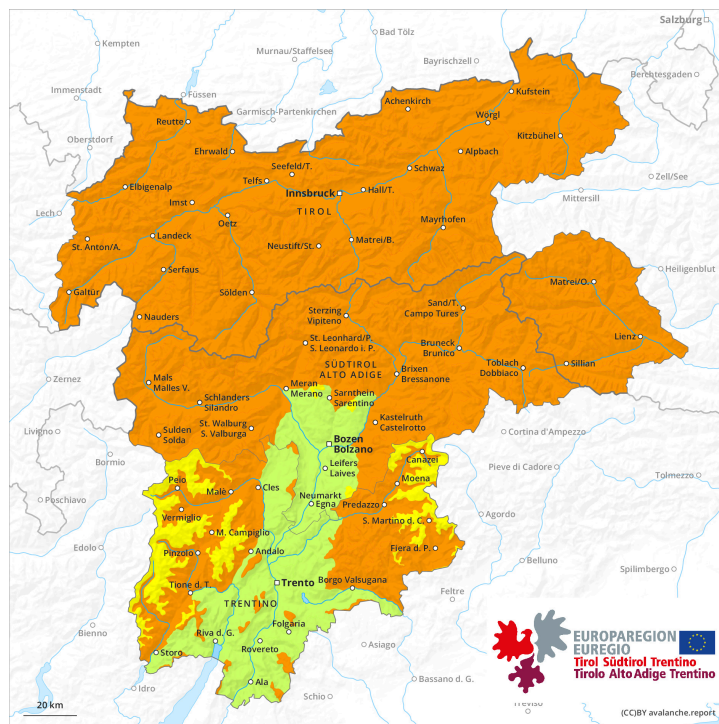 Salzburg
Bad Tölz
Kempten
Murnau/Staffelsee
Bayrischzell
Berchtesgaden
Immenstadt
Füssen
Garmisch-Partenkirchen
Achenkirch
Kufstein
Reutte
Wörgl
Oberstdorf
Kitzbühel
Ehrwald
Alpbach
Seefeld/T.
Schwaz
Zell/See
Telfs
Elbigenalp
Innsbruck
Hall/T.
Mittersill
Imst
TIROL
Lech
Oetz
Mayrhofen
Landeck
St. Anton/A.
Neustift/St.
Matrei/B.
Serfaus
Heiligenblut
Matrei/O.
Galtür
Sölden
Nauders
Sand/T.
Campo Tures
Sterzing
Vipiteno
Lienz
St. Leonhard/P.
S. Leonardo i. P.
Bruneck
Brunico
SÜDTIROL
ALTO ADIGE
Toblach
Dobbiaco
Sillian
Brixen
Bressanone
Zernez
Mals
Malles V.
Meran
Merano
Sarnthein
Sarentino
Schlanders
Silandro
Kastelruth
Castelrotto
St. Walburg
S. Valburga
Livigno
Sulden
Solda
Bozen
Bolzano
Cortina d'Ampezzo
Bormio
Canazei
Leifers
Laives
Pieve di Cadore
Tolmezzo
Peio
Moena
Cles
Malè
Poschiavo
Neumarkt
Egna
Predazzo
Vermiglio
Agordo
S. Martino d. C.
M. Campiglio
Edolo
Fiera d. P.
Pinzolo
Andalo
Belluno
Spilimbergo
Trento
Borgo Valsugana
Tione d. T.
Feltre
TRENTINO
Folgaria
Bienno
Riva d. G.
Rovereto
Asiago
Storo
Ala
Bassano d. G.
Idro
Schio
Treviso
EUROPAREGION
EUREGIO
Tirol Südtirol Trentino
Tirolo Alto Adige Trentino
20 km
(CC)BY avalanche.report